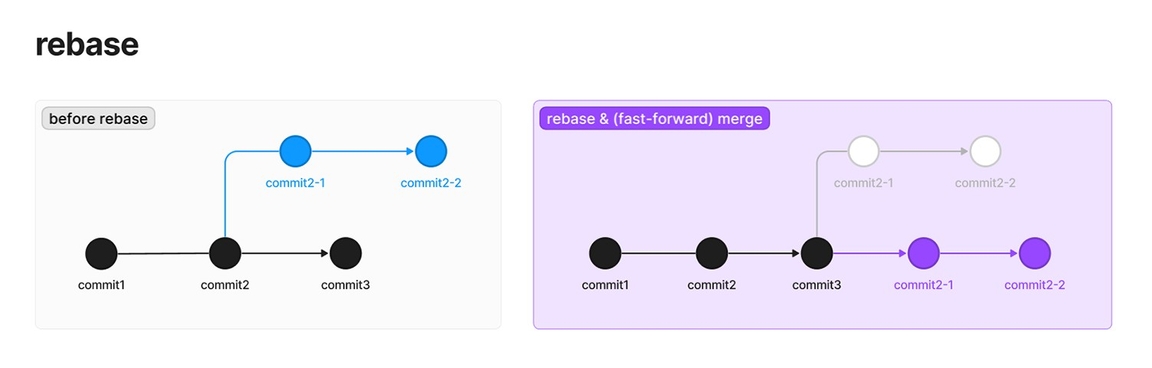 rebase
before rebase
commit2-1
commit2-2
commit1
commit2
commit3
rebase & (fast-forward) merge
commit2-1
commit2-2
commit1
commit2
commit3
commit2-1
commit2-2